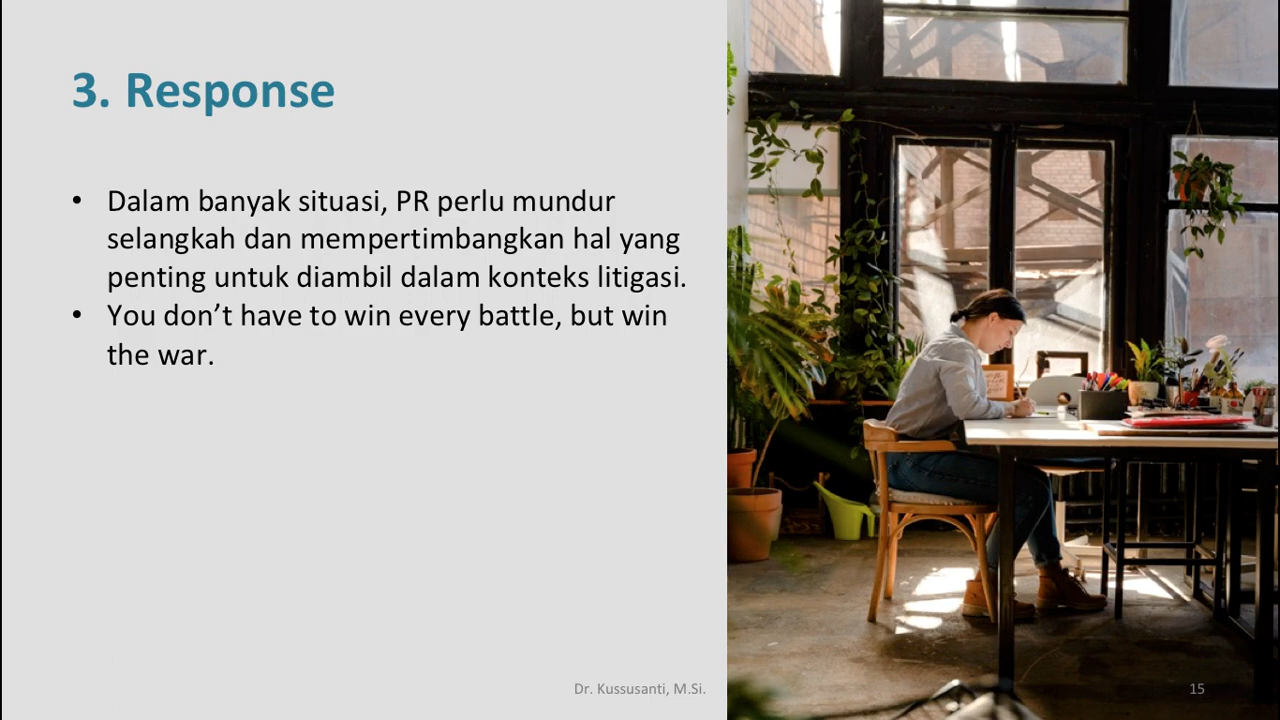 3. Response
• Dalam banyak situasi, PR perlu mundur
selangkah dan mempertimbangkan hal yang
penting untuk diambil dalam konteks litigasi.
• You don’t have to win every battle, but win
the war.
Dr. Kussusanti, M.Si.
15